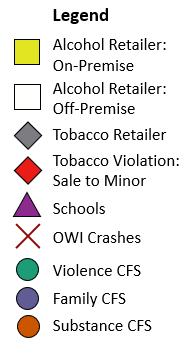 Legend
Alcohol Retailer:
On-Premise
Alcohol Retailer:
Off-Premise
Tobacco Retailer
Tobacco Violation:
Sale to Minor
Schools
OWI Crashes
Violence CFS
Family CFS
Substance CFS